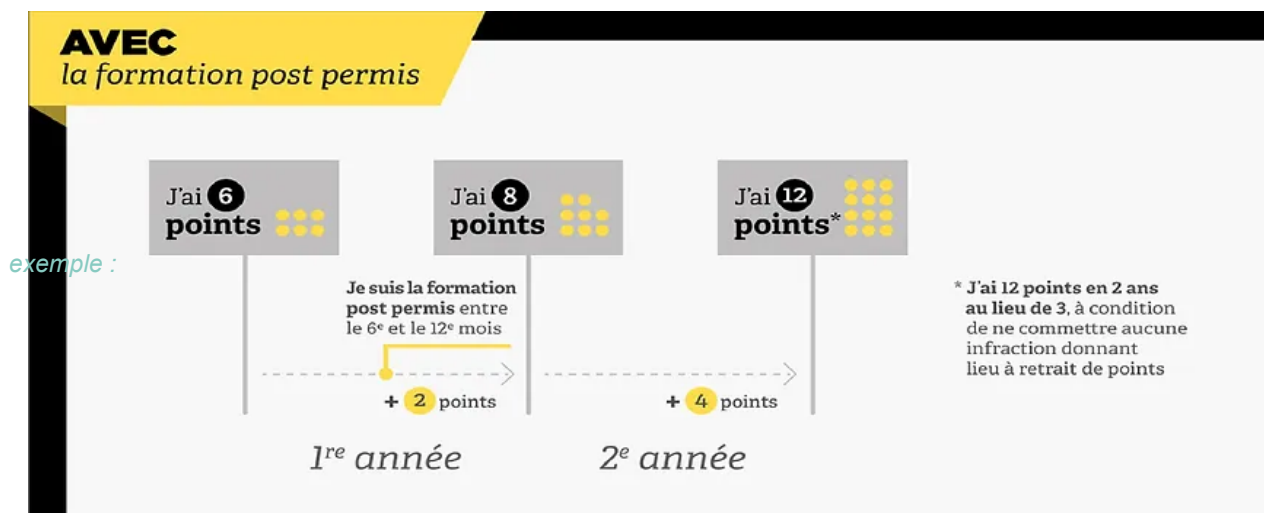 AVEC
la formation post permis
J'ai 6
points
J'ai 8
points
J'ai 12
points*
exemple :
Je suis la formation
post permis entre
le 6e et le 12e mois
+ 2 points
+ 4 points
1re année
2e année
* J'ai 12 points en 2 ans
au lieu de 3, à condition
de ne commettre aucune
infraction donnant
lieu à retrait de points